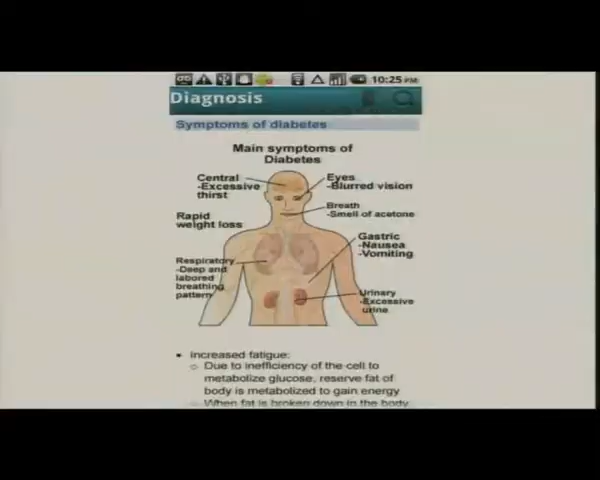 10:25 PM
Diagnosis
Symptoms of diabetes
Main symptoms of
Diabetes
Central
-Excessive
thirst
Eyes
-Blurred vision
Breath
-Smell of acetone
Rapid
weight loss
Gastric
-Nausea
-Vomiting
Respiratory
-Deep and
labored
breathing
pattern
Urinary
-Excessive
urine
• increased fatigue:
○ Due to inefficiency of the cell to
metabolize glucose, reserve fat of
body is metabolized to gain energy
○ When fat is broken down in the body,